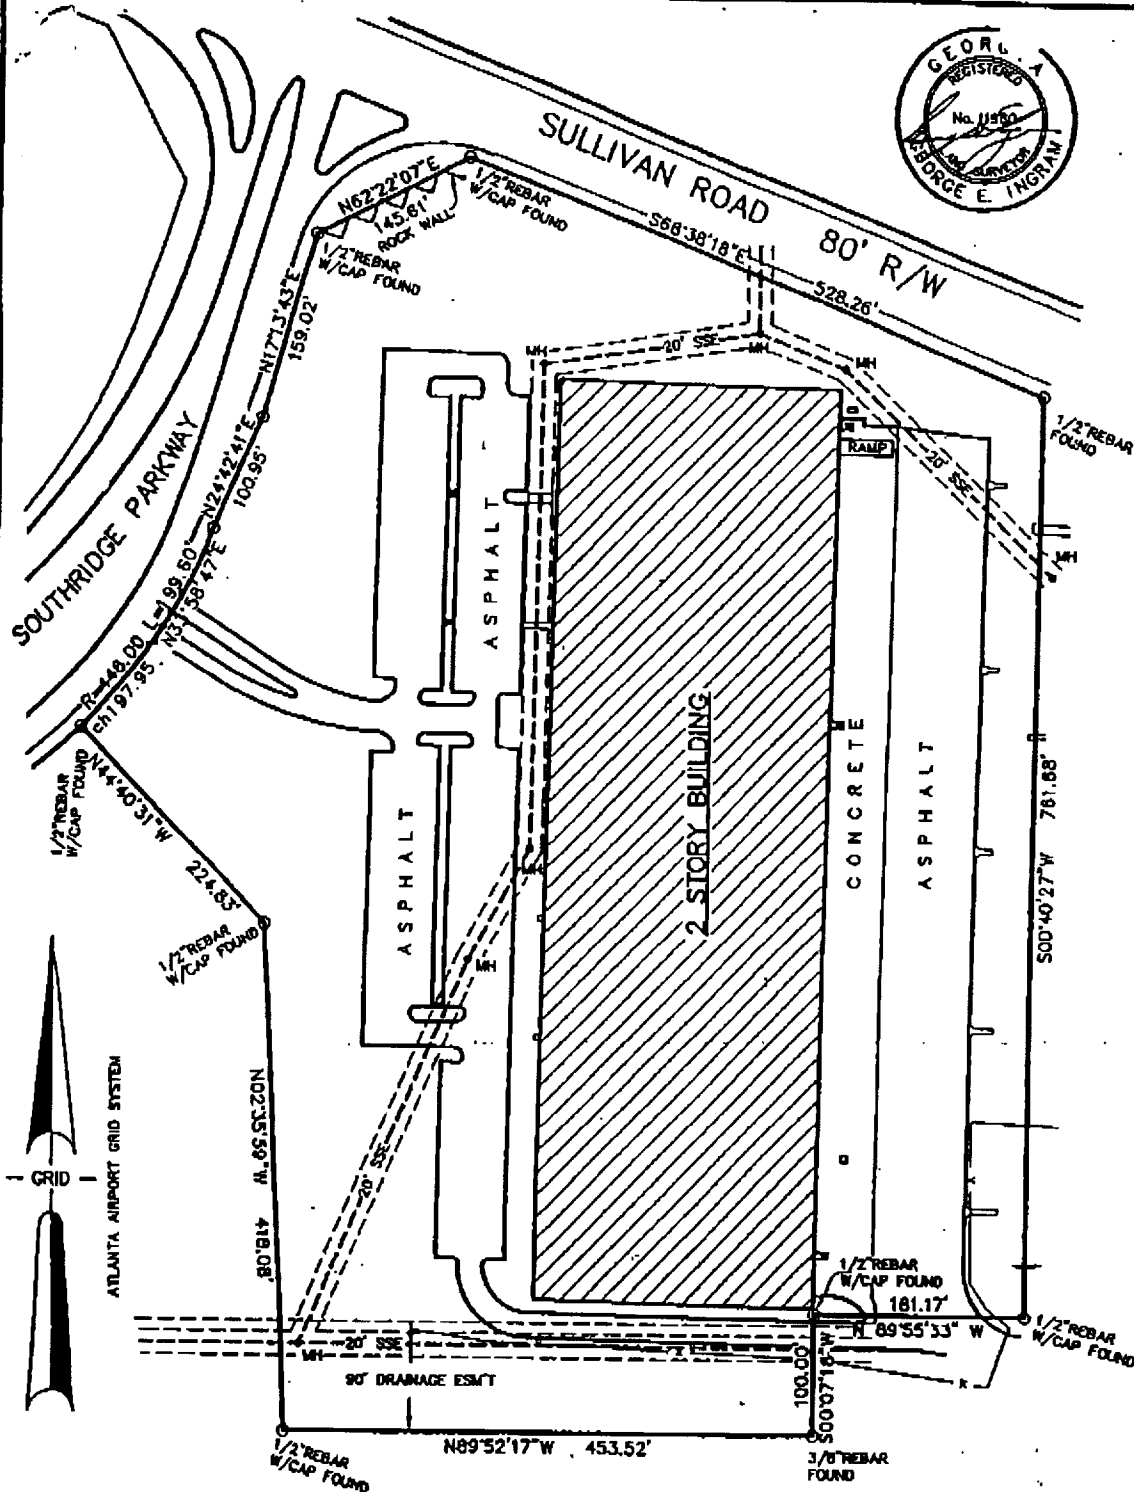 GEORGIA
REGISTERED
No. 11980
LAND SURVEYOR
GEORGE E. INGRAM
SULLIVAN ROAD 80' R/W
N62°22'07"E
145.61'
ROCK WALL
1/2"REBAR
W/CAP FOUND
1/2"REBAR
W/CAP FOUND
S68°38'18"E
528.26'
N17°13'43"E
159.02'
MH
20' SSE
MH
MH
1/2"REBAR
FOUND
RAMP
20' SSE
MH
N24°42'41"E
100.95'
SOUTHRIDGE PARKWAY
R=448.00 L=199.60'
ch197.95. N33°58'47"E
ASPHALT
2 STORY BUILDING
CONCRETE
ASPHALT
S00°40'27"W 761.68'
1/2"REBAR
W/CAP FOUND
N44°40'31"W
224.83'
ASPHALT
MH
1/2"REBAR
W/CAP FOUND
MH
GRID
ATLANTA AIRPORT GRID SYSTEM
N02°35'59"W 418.08'
20' SSE
1/2"REBAR
W/CAP FOUND
181.17'
N 89°55'33" W
1/2"REBAR
W/CAP FOUND
MH
20' SSE
90' DRAINAGE ESM'T
100.00'
S00°07'18"W
x
x
x
N89°52'17"W 453.52'
1/2"REBAR
W/CAP FOUND
3/8"REBAR
FOUND